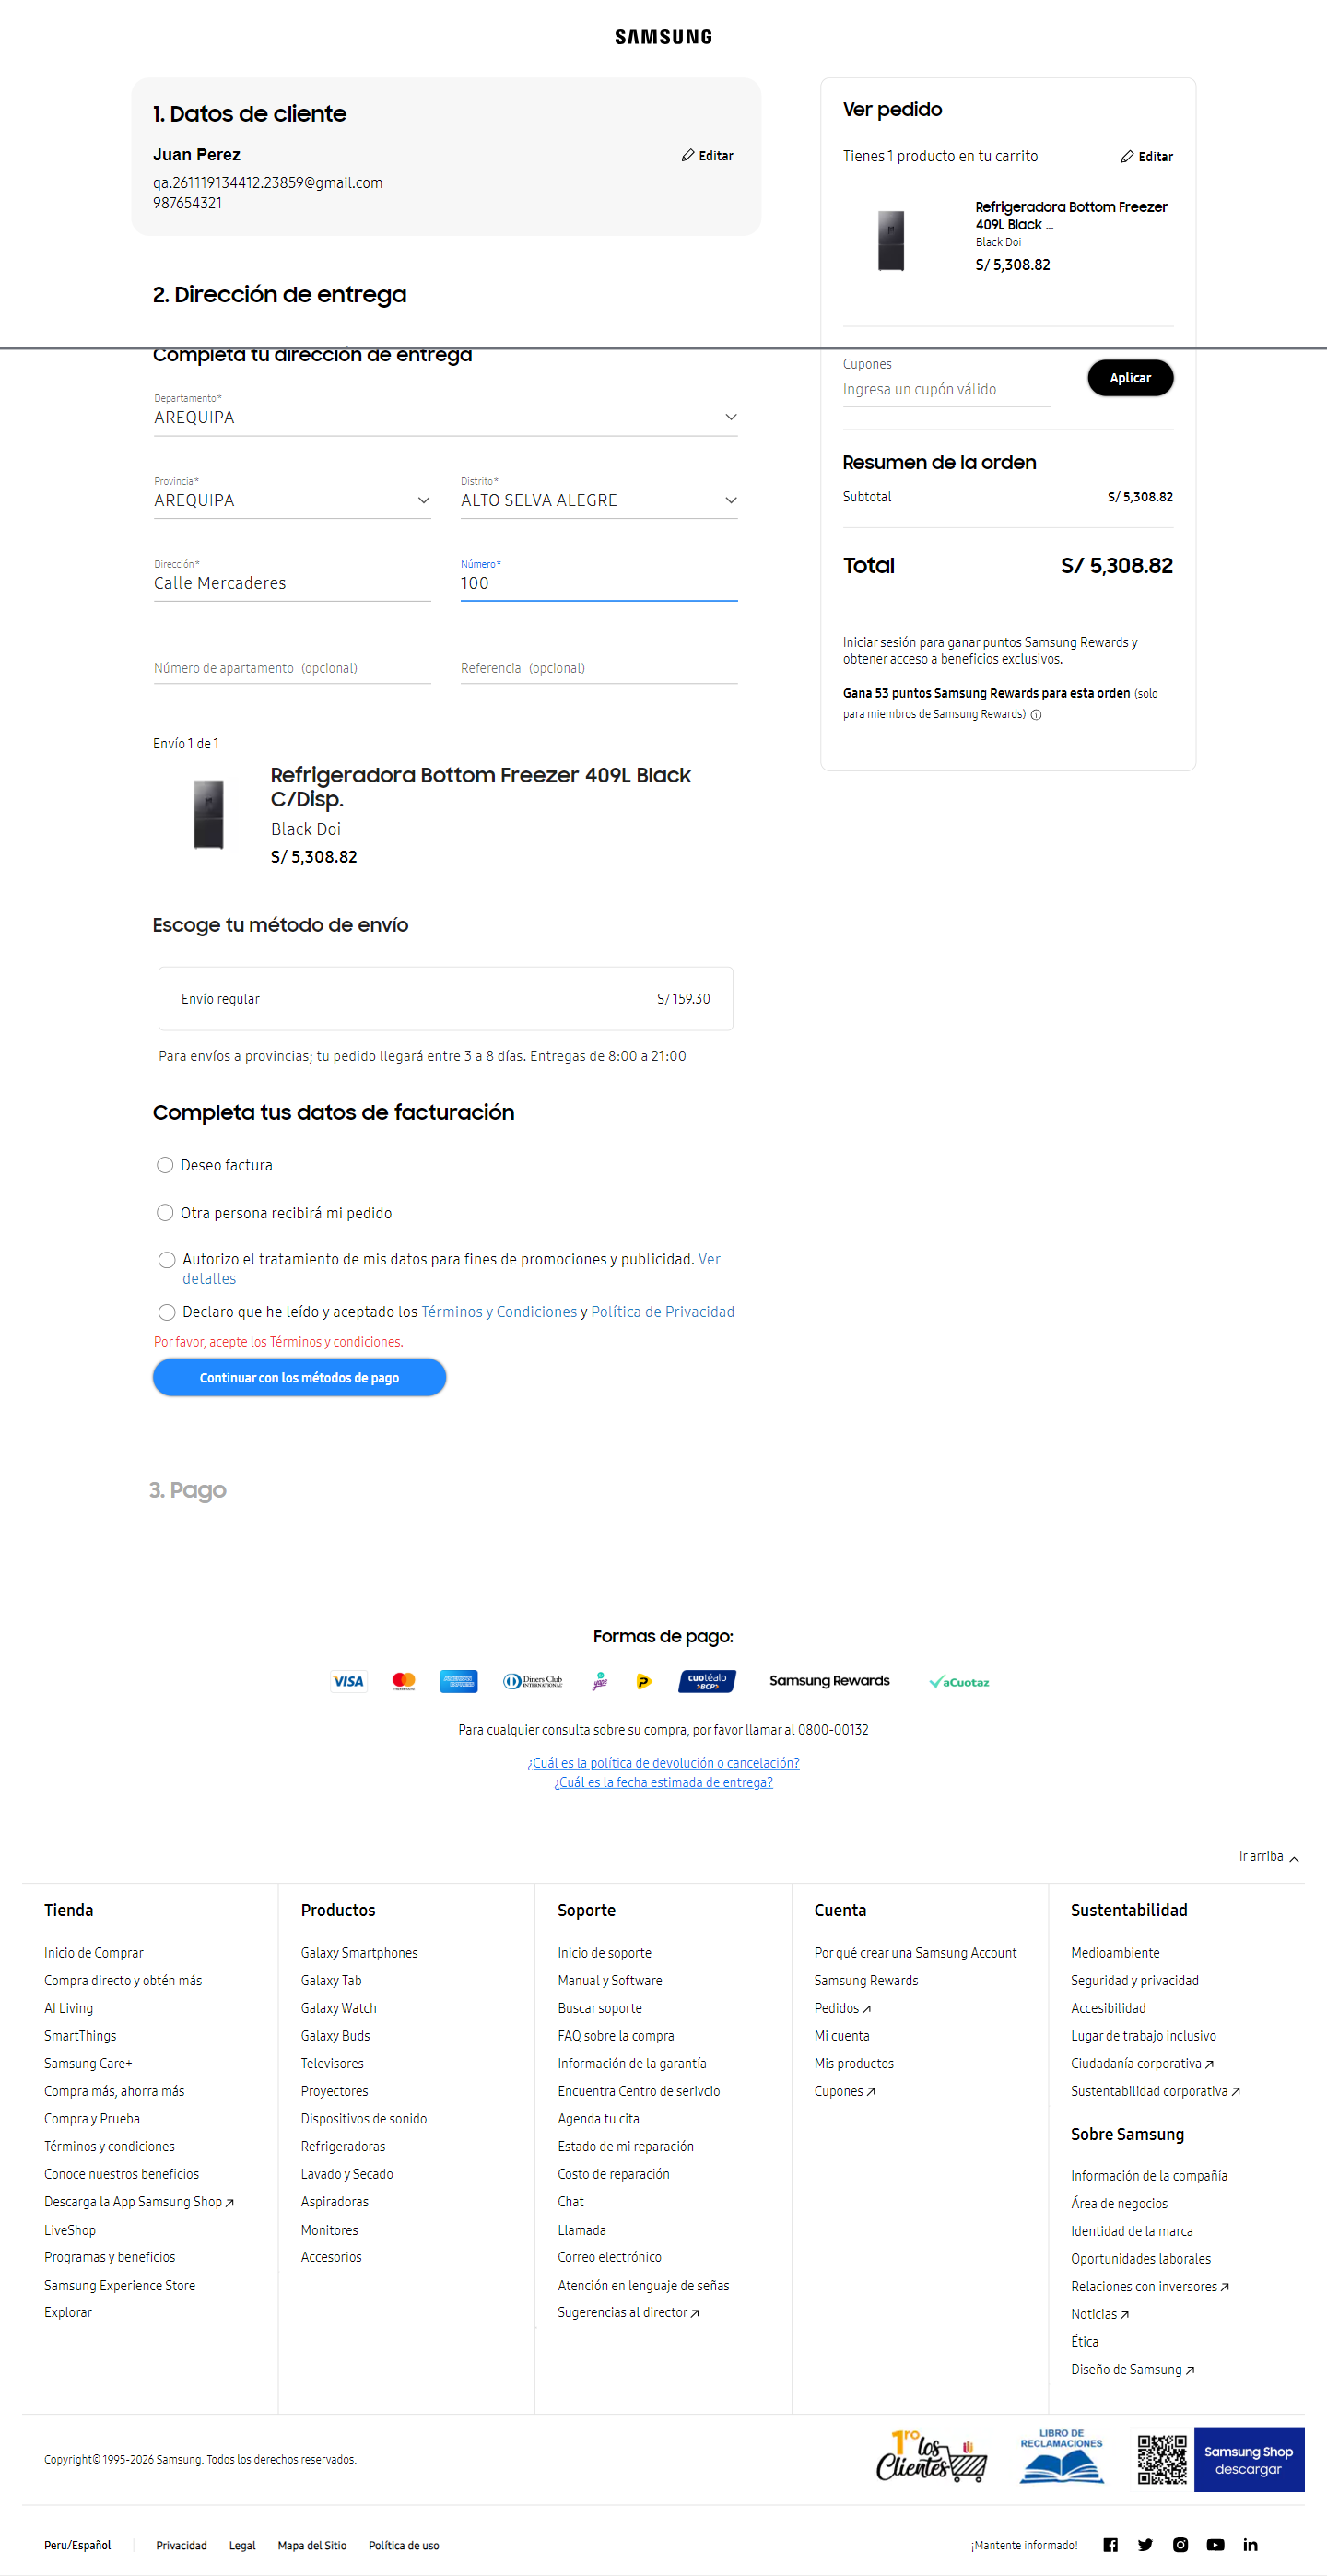 SAMSUNG
1. Datos de cliente
Juan Perez
Editar
qa.261119134412.23859@gmail.com
987654321
2. Dirección de entrega
Completa tu dirección de entrega
Departamento*
AREQUIPA
Provincia*
AREQUIPA
Distrito*
ALTO SELVA ALEGRE
Dirección*
Calle Mercaderes
Número*
100
Número de apartamento (opcional)
Referencia (opcional)
Envío 1 de 1
Refrigeradora Bottom Freezer 409L Black
C/Disp.
Black Doi
S/ 5,308.82
Escoge tu método de envío
Envío regular
S/ 159.30
Para envíos a provincias; tu pedido llegará entre 3 a 8 días. Entregas de 8:00 a 21:00
Completa tus datos de facturación
Deseo factura
Otra persona recibirá mi pedido
Autorizo el tratamiento de mis datos para fines de promociones y publicidad. Ver
detalles
Declaro que he leído y aceptado los Términos y Condiciones y Política de Privacidad
Por favor, acepte los Términos y condiciones.
Continuar con los métodos de pago
3. Pago
Ver pedido
Tienes 1 producto en tu carrito
Editar
Refrigeradora Bottom Freezer
409L Black ...
Black Doi
S/ 5,308.82
Cupones
Ingresa un cupón válido
Aplicar
Resumen de la orden
Subtotal
S/ 5,308.82
Total
S/ 5,308.82
Iniciar sesión para ganar puntos Samsung Rewards y
obtener acceso a beneficios exclusivos.
Gana 53 puntos Samsung Rewards para esta orden (solo
para miembros de Samsung Rewards)
Formas de pago:
VISA
Diners Club
INTERNATIONAL
yape
cuotéalo
>BCP>
Samsung Rewards
aCuotaz
Para cualquier consulta sobre su compra, por favor llamar al 0800-00132
¿Cuál es la política de devolución o cancelación?
¿Cuál es la fecha estimada de entrega?
Ir arriba
Tienda
Inicio de Comprar
Compra directo y obtén más
AI Living
SmartThings
Samsung Care+
Compra más, ahorra más
Compra y Prueba
Términos y condiciones
Conoce nuestros beneficios
Descarga la App Samsung Shop
LiveShop
Programas y beneficios
Samsung Experience Store
Explorar
Productos
Galaxy Smartphones
Galaxy Tab
Galaxy Watch
Galaxy Buds
Televisores
Proyectores
Dispositivos de sonido
Refrigeradoras
Lavado y Secado
Aspiradoras
Monitores
Accesorios
Soporte
Inicio de soporte
Manual y Software
Buscar soporte
FAQ sobre la compra
Información de la garantía
Encuentra Centro de serivcio
Agenda tu cita
Estado de mi reparación
Costo de reparación
Chat
Llamada
Correo electrónico
Atención en lenguaje de señas
Sugerencias al director
Cuenta
Por qué crear una Samsung Account
Samsung Rewards
Pedidos
Mi cuenta
Mis productos
Cupones
Sustentabilidad
Medioambiente
Seguridad y privacidad
Accesibilidad
Lugar de trabajo inclusivo
Ciudadanía corporativa
Sustentabilidad corporativa
Sobre Samsung
Información de la compañía
Área de negocios
Identidad de la marca
Oportunidades laborales
Relaciones con inversores
Noticias
Ética
Diseño de Samsung
Copyright© 1995-2026 Samsung. Todos los derechos reservados.
1ro los
Clientes
LIBRO DE
RECLAMACIONES
Samsung Shop
descargar
Peru/Español
Privacidad
Legal
Mapa del Sitio
Política de uso
¡Mantente informado!